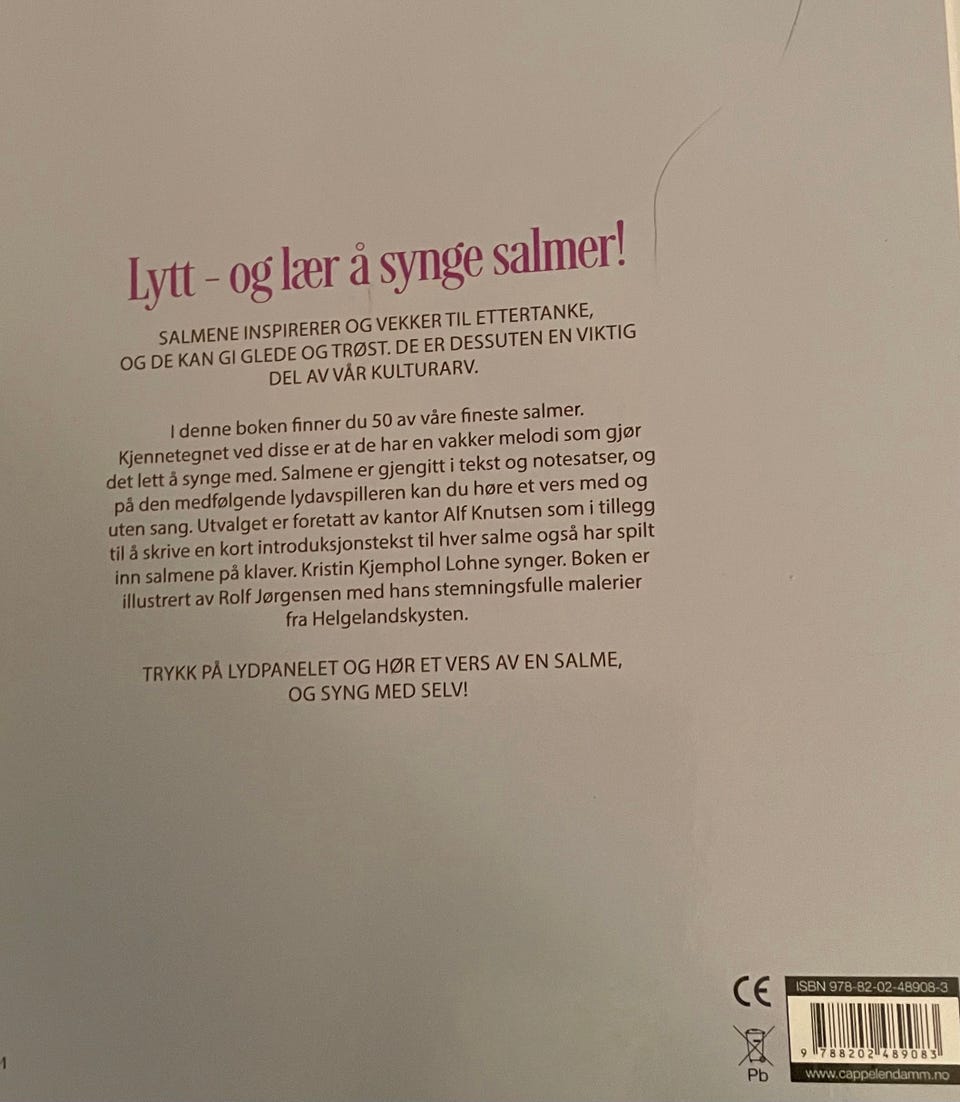 Lytt – og lær å synge salmer!
SALMENE INSPIRERER OG VEKKER TIL ETTERTANKE,
OG DE KAN GI GLEDE OG TRØST. DE ER DESSUTEN EN VIKTIG
DEL AV VÅR KULTURARV.
I denne boken finner du 50 av våre fineste salmer.
Kjennetegnet ved disse er at de har en vakker melodi som gjør
det lett å synge med. Salmene er gjengitt i tekst og notesatser, og
på den medfølgende lydavspilleren kan du høre et vers med og
uten sang. Utvalget er foretatt av kantor Alf Knutsen som i tillegg
til å skrive en kort introduksjonstekst til hver salme også har spilt
inn salmene på klaver. Kristin Kjemphol Lohne synger. Boken er
illustrert av Rolf Jørgensen med hans stemningsfulle malerier
fra Helgelandskysten.
TRYKK PÅ LYDPANELET OG HØR ET VERS AV EN SALME,
OG SYNG MED SELV!
CE
ISBN 978-82-02-48908-3
9 788202 489083
Pb
www.cappelendamm.no